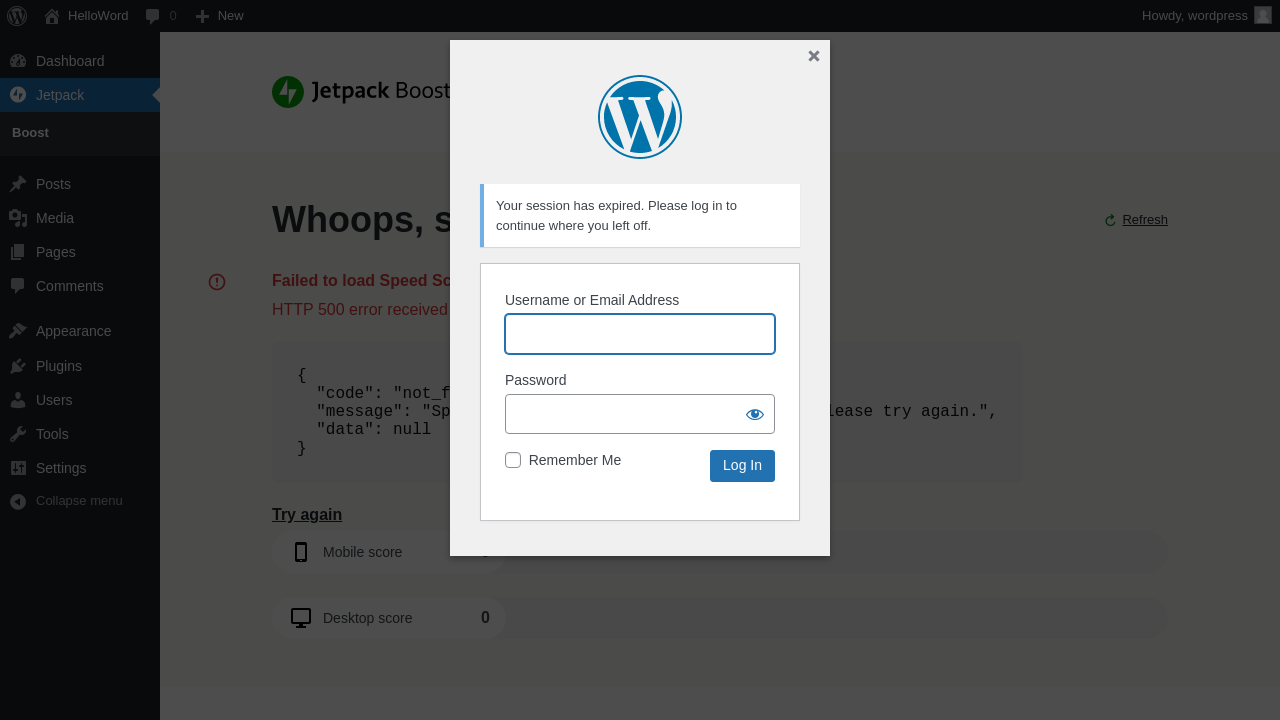 HelloWord
0
New
Howdy, wordpress
Dashboard
Jetpack
Boost
Posts
Media
Pages
Comments
Appearance
Plugins
Users
Tools
Settings
Collapse menu
Jetpack Boost
Whoops, s
Refresh
Failed to load Speed Sc
HTTP 500 error received
{
"code": "not_f
"message": "Sp
lease try again.",
"data": null
}
Try again
Mobile score
Desktop score
0
Your session has expired. Please log in to
continue where you left off.
Username or Email Address
Password
Remember Me
Log In